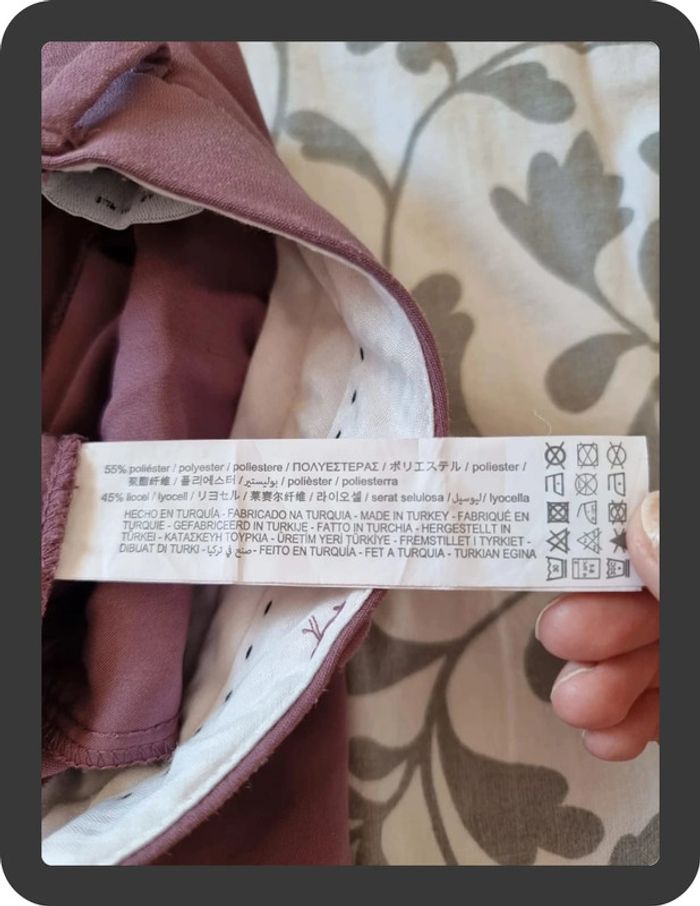 55% poliéster / polyester / poliestere / ΠΟΛΥΕΣΤΕΡΑΣ / ポリエステル / poliester /
聚酯纤维 / 폴리에스터 / بوليستير / polièster / poliesterra
45% liocel / lyocell / リヨセル / 莱赛尔纤维 / 라이오셀 / serat selulosa / ليوسيل / lyocella
HECHO EN TURQUÍA - FABRICADO NA TURQUIA - MADE IN TURKEY - FABRIQUÉ EN
TURQUIE - GEFABRICEERD IN TURKIJE - FATTO IN TURCHIA - HERGESTELLT IN
TÜRKEI - ΚΑΤΑΣΚΕΥΗ ΤΟΥΡΚΙΑ - ÜRETİM YERİ TÜRKİYE - FREMSTILLET I TYRKIET -
DIBUAT DI TURKI - صنع في تركيا - FEITO EN TURQUÍA - FET A TURQUIA - TURKIAN EGINA